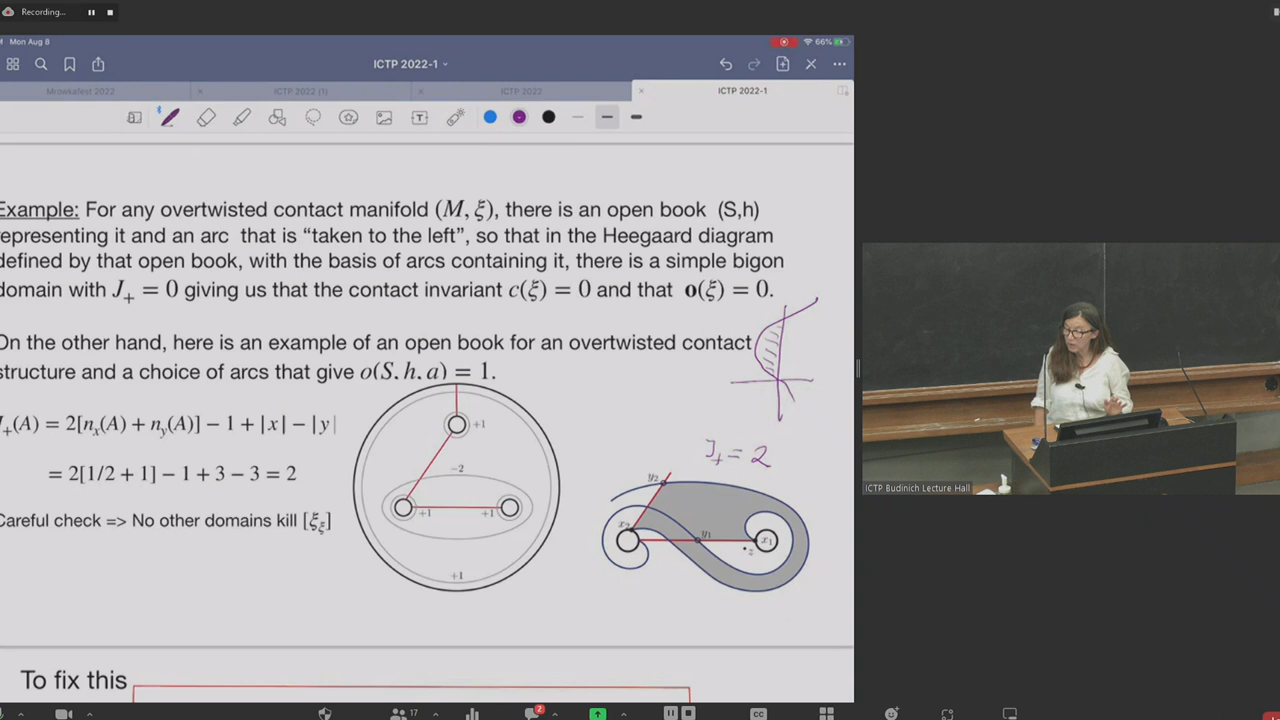 Recording...
Mon Aug 8
66%
ICTP 2022-1
Mrowkafest 2022
ICTP 2022 (1)
ICTP 2022
ICTP 2022-1
Example: For any overtwisted contact manifold (M, ξ), there is an open book (S,h)
representing it and an arc that is "taken to the left", so that in the Heegaard diagram
defined by that open book, with the basis of arcs containing it, there is a simple bigon
domain with J₊ = 0 giving us that the contact invariant c(ξ) = 0 and that o(ξ) = 0.
On the other hand, here is an example of an open book for an overtwisted contact
structure and a choice of arcs that give o(S, h, a) = 1.
J₊(A) = 2[nₓ(A) + n_y(A)] − 1 + |x| − |y|
= 2[1/2 + 1] − 1 + 3 − 3 = 2
Careful check => No other domains kill [ξ_ξ]
+1
−2
+1
+1
+1
J₊ = 2
y₂
x₂
y₁
x₁
z
To fix this
ICTP Budinich Lecture Hall
17
2
CC